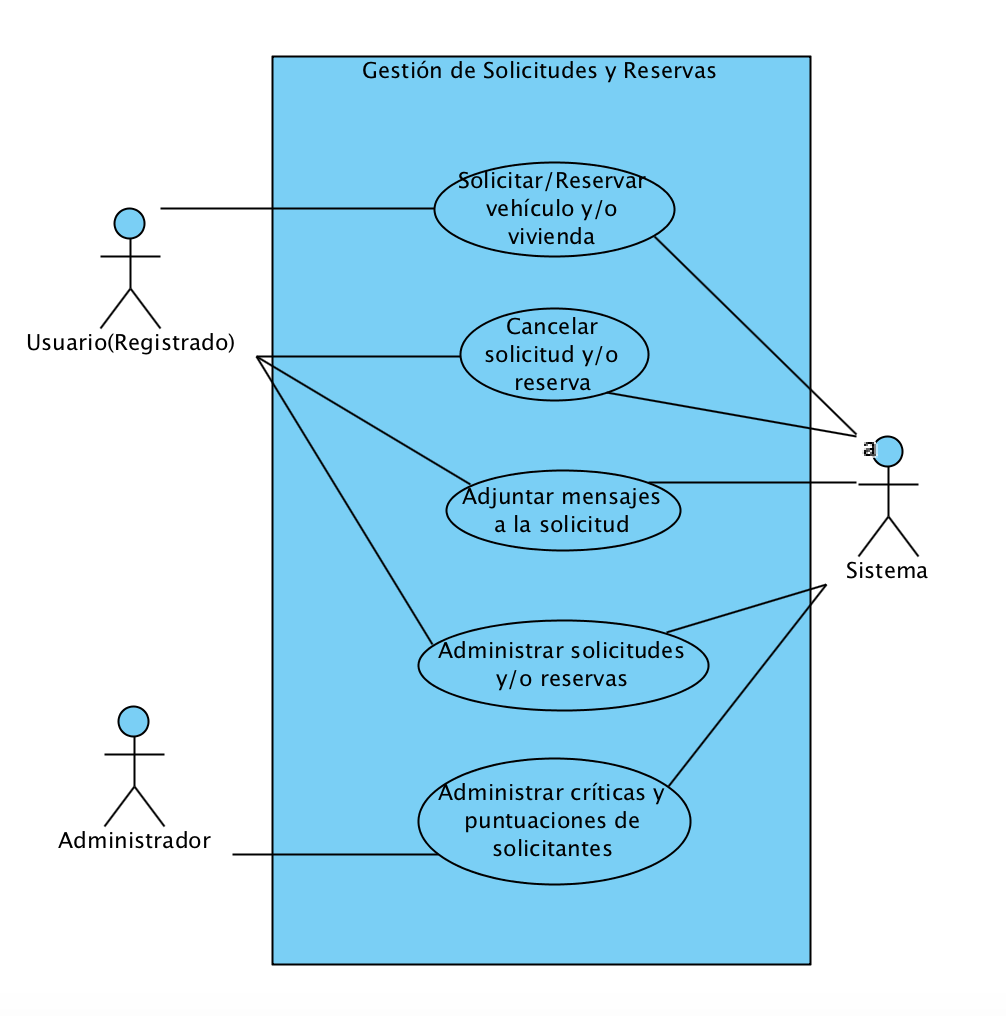 Gestión de Solicitudes y Reservas
Solicitar/Reservar
vehículo y/o
vivienda
Usuario(Registrado)
Cancelar
solicitud y/o
reserva
a
Adjuntar mensajes
a la solicitud
Sistema
Administrar solicitudes
y/o reservas
Administrar críticas y
puntuaciones de
solicitantes
Administrador